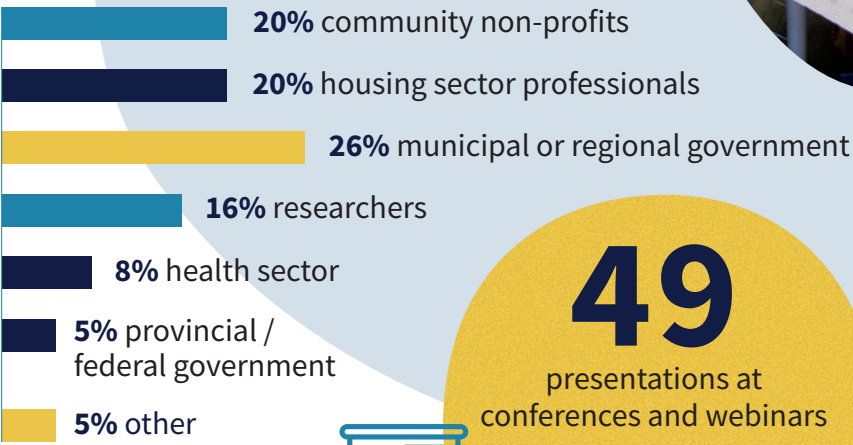 20% community non-profits
20% housing sector professionals
26% municipal or regional government
16% researchers
8% health sector
5% provincial /
federal government
5% other
49
presentations at
conferences and webinars